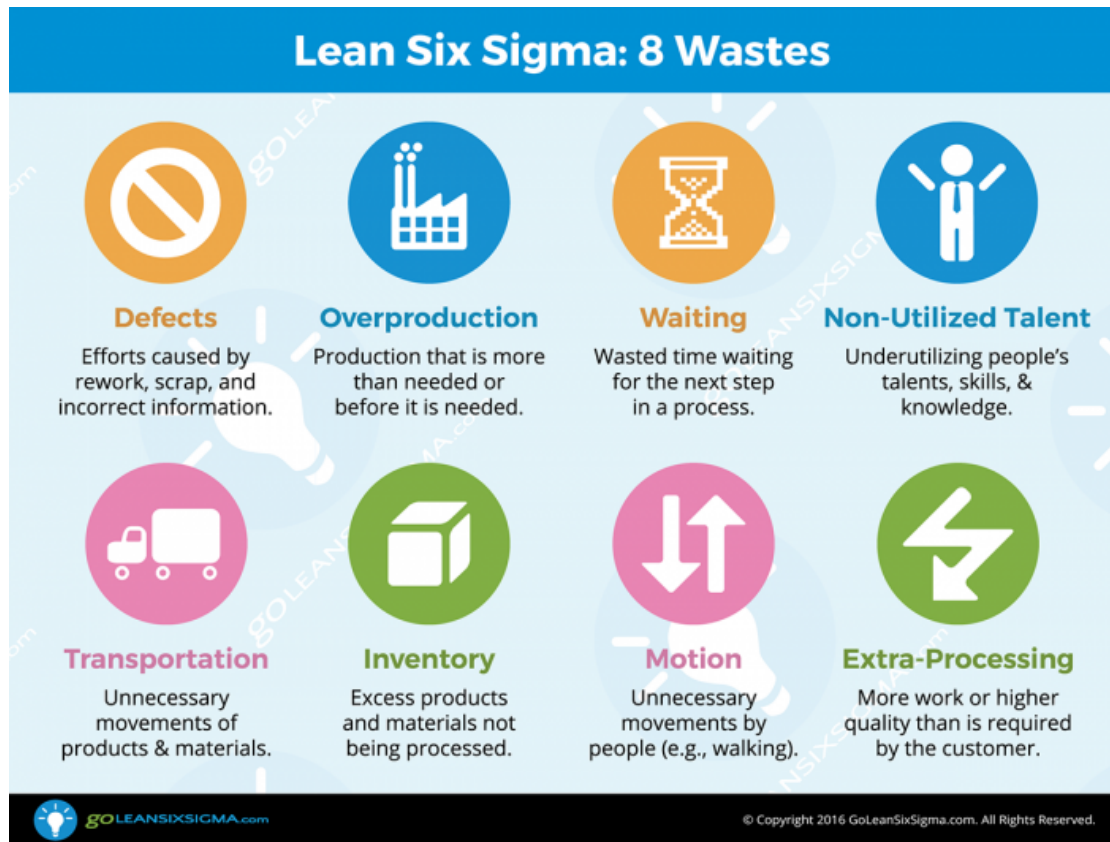 Lean Six Sigma: 8 Wastes
Defects
Efforts caused by
rework, scrap, and
incorrect information.
Overproduction
Production that is more
than needed or
before it is needed.
Waiting
Wasted time waiting
for the next step
in a process.
Non-Utilized Talent
Underutilizing people's
talents, skills, &
knowledge.
Transportation
Unnecessary
movements of
products & materials.
Inventory
Excess products
and materials not
being processed.
Motion
Unnecessary
movements by
people (e.g., walking).
Extra-Processing
More work or higher
quality than is required
by the customer.
goLEANSIXSIGMA.com
© Copyright 2016 GoLeanSixSigma.com. All Rights Reserved.